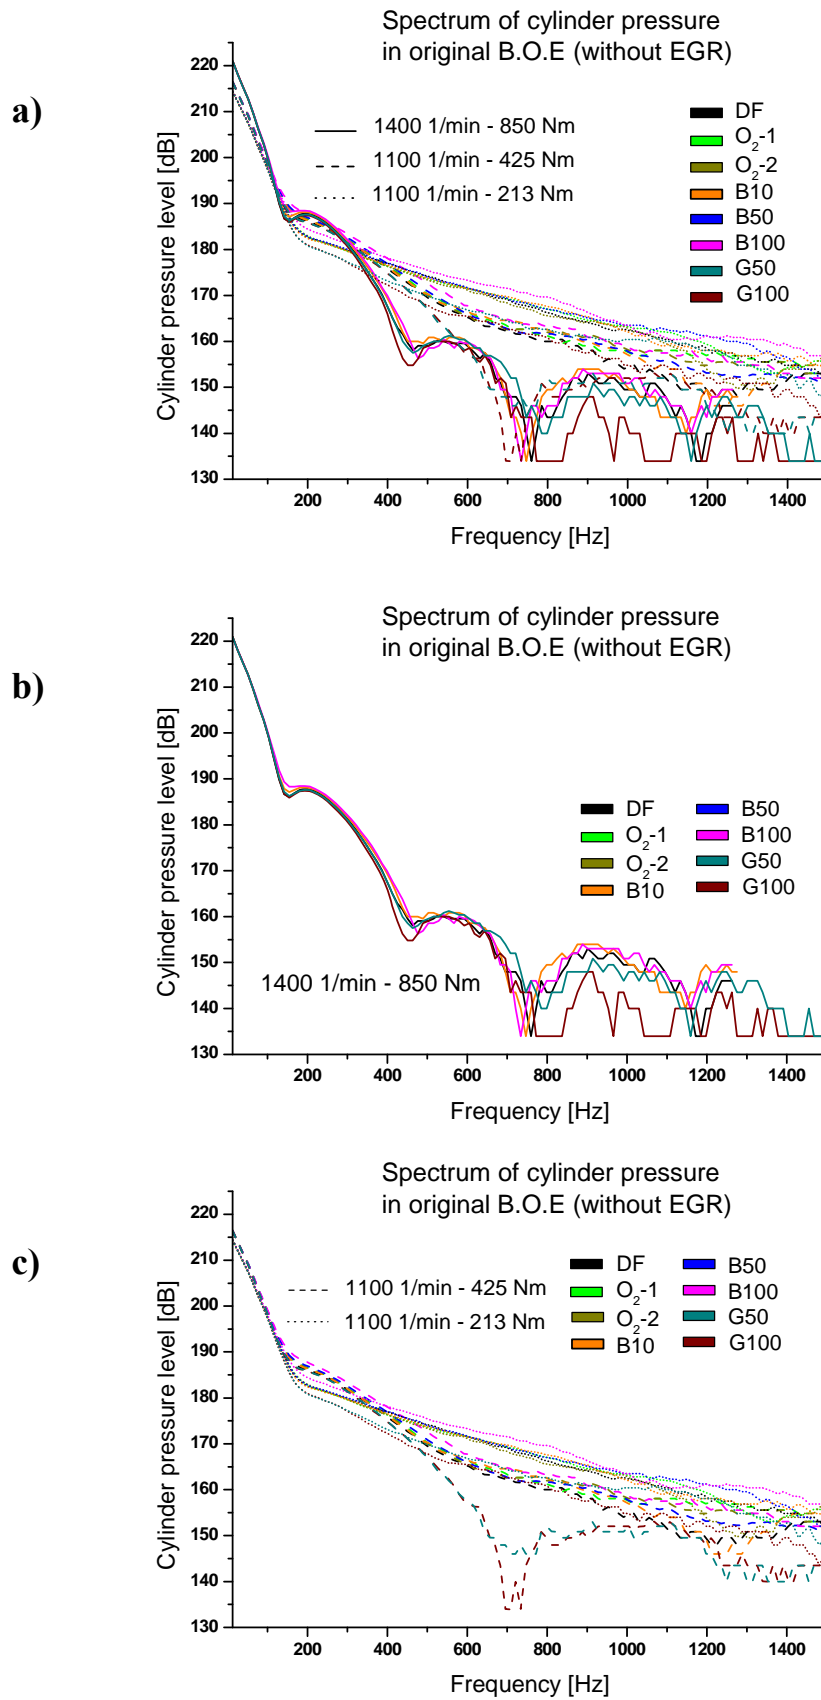 Spectrum of cylinder pressure
in original B.O.E (without EGR)
a)
220
210
200
190
180
170
160
150
140
130
Cylinder pressure level [dB]
1400 1/min - 850 Nm
1100 1/min - 425 Nm
1100 1/min - 213 Nm
DF
O₂-1
O₂-2
B10
B50
B100
G50
G100
200 400 600 800 1000 1200 1400
Frequency [Hz]
Spectrum of cylinder pressure
in original B.O.E (without EGR)
b)
220
210
200
190
180
170
160
150
140
130
Cylinder pressure level [dB]
DF B50
O₂-1 B100
O₂-2 G50
B10 G100
1400 1/min - 850 Nm
200 400 600 800 1000 1200 1400
Frequency [Hz]
Spectrum of cylinder pressure
in original B.O.E (without EGR)
c)
220
210
200
190
180
170
160
150
140
130
Cylinder pressure level [dB]
1100 1/min - 425 Nm
1100 1/min - 213 Nm
DF B50
O₂-1 B100
O₂-2 G50
B10 G100
200 400 600 800 1000 1200 1400
Frequency [Hz]